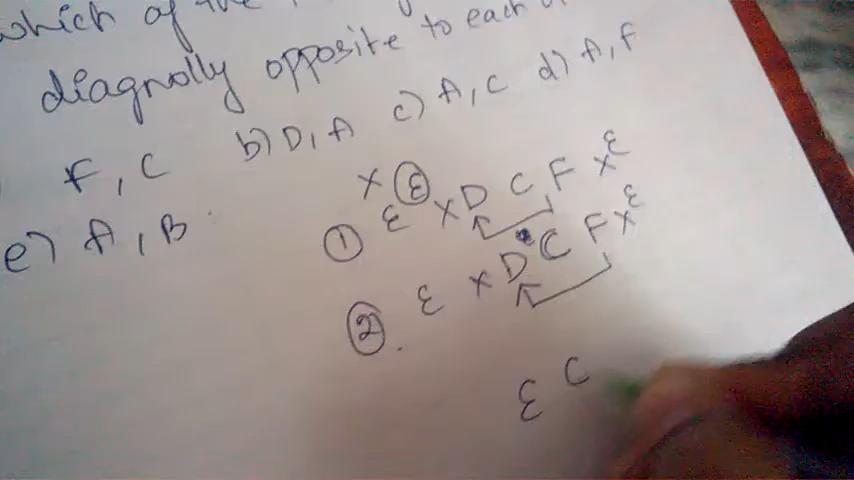 which of the
diagnolly opposite to each
F, C b) D, A c) A, C d) A, F
e) A, B
x ε
① ε x D C F x ε
② ε x D C F x ε
ε C